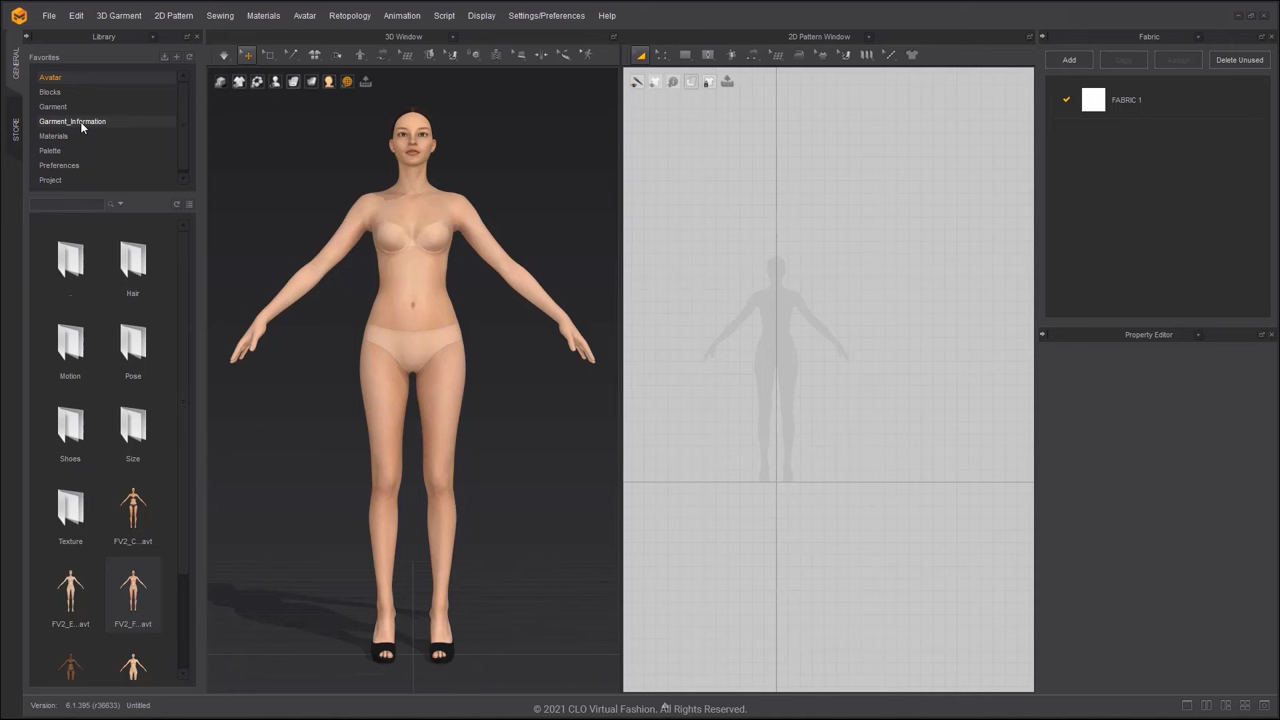 File Edit 3D Garment 2D Pattern Sewing Materials Avatar Retopology Animation Script Display Settings/Preferences Help
Library 3D Window 2D Pattern Window Fabric
GENERAL
STORE
Favorites
Avatar
Blocks
Garment
Garment_Information
Materials
Palette
Preferences
Project
..
Hair
Motion
Pose
Shoes
Size
Texture
FV2_C...avt
FV2_E...avt
FV2_F...avt
Add
Delete Unused
FABRIC 1
Property Editor
Version: 6.1.395 (r36633) Untitled
© 2021 CLO Virtual Fashion. All Rights Reserved.